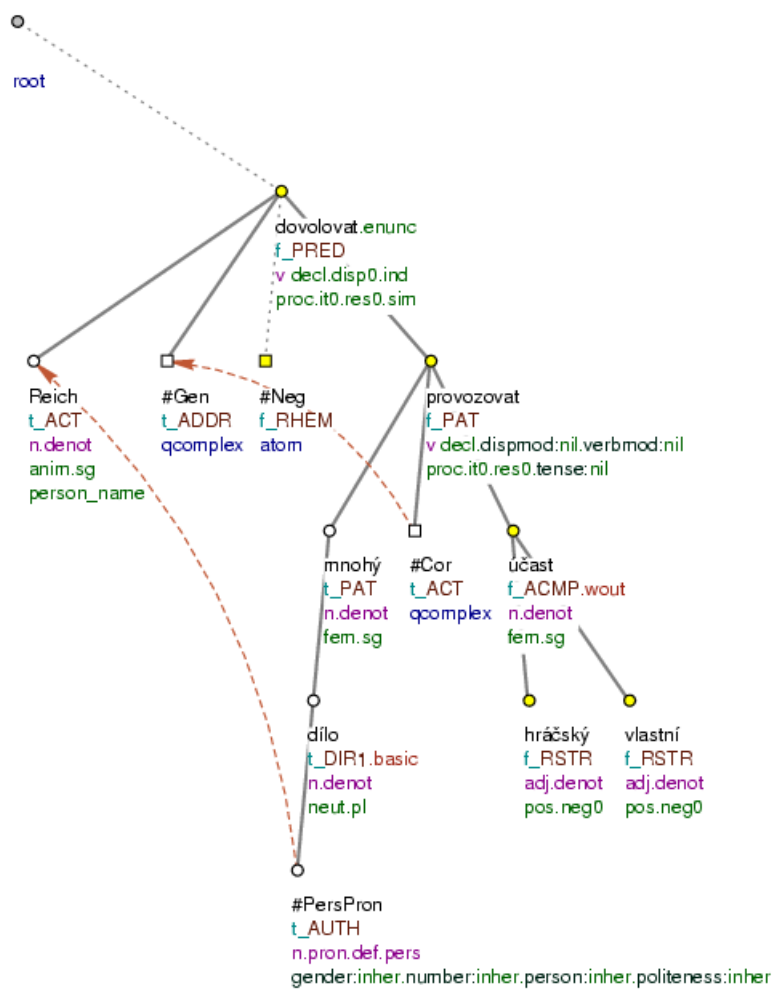 root
dovolovat.enunc
f_PRED
v decl.disp0.ind
proc.it0.res0.sim
Reich
t_ACT
n.denot
anim.sg
person_name
#Gen
t_ADDR
qcomplex
#Neg
f_RHEM
atom
provozovat
f_PAT
v decl.dispmod:nil.verbmod:nil
proc.it0.res0.tense:nil
mnohý
t_PAT
n.denot
fem.sg
#Cor
t_ACT
qcomplex
účast
f_ACMP.wout
n.denot
fem.sg
dílo
t_DIR1.basic
n.denot
neut.pl
hráčský
f_RSTR
adj.denot
pos.neg0
vlastní
f_RSTR
adj.denot
pos.neg0
#PersPron
t_AUTH
n.pron.def.pers
gender:inher.number:inher.person:inher.politeness:inher